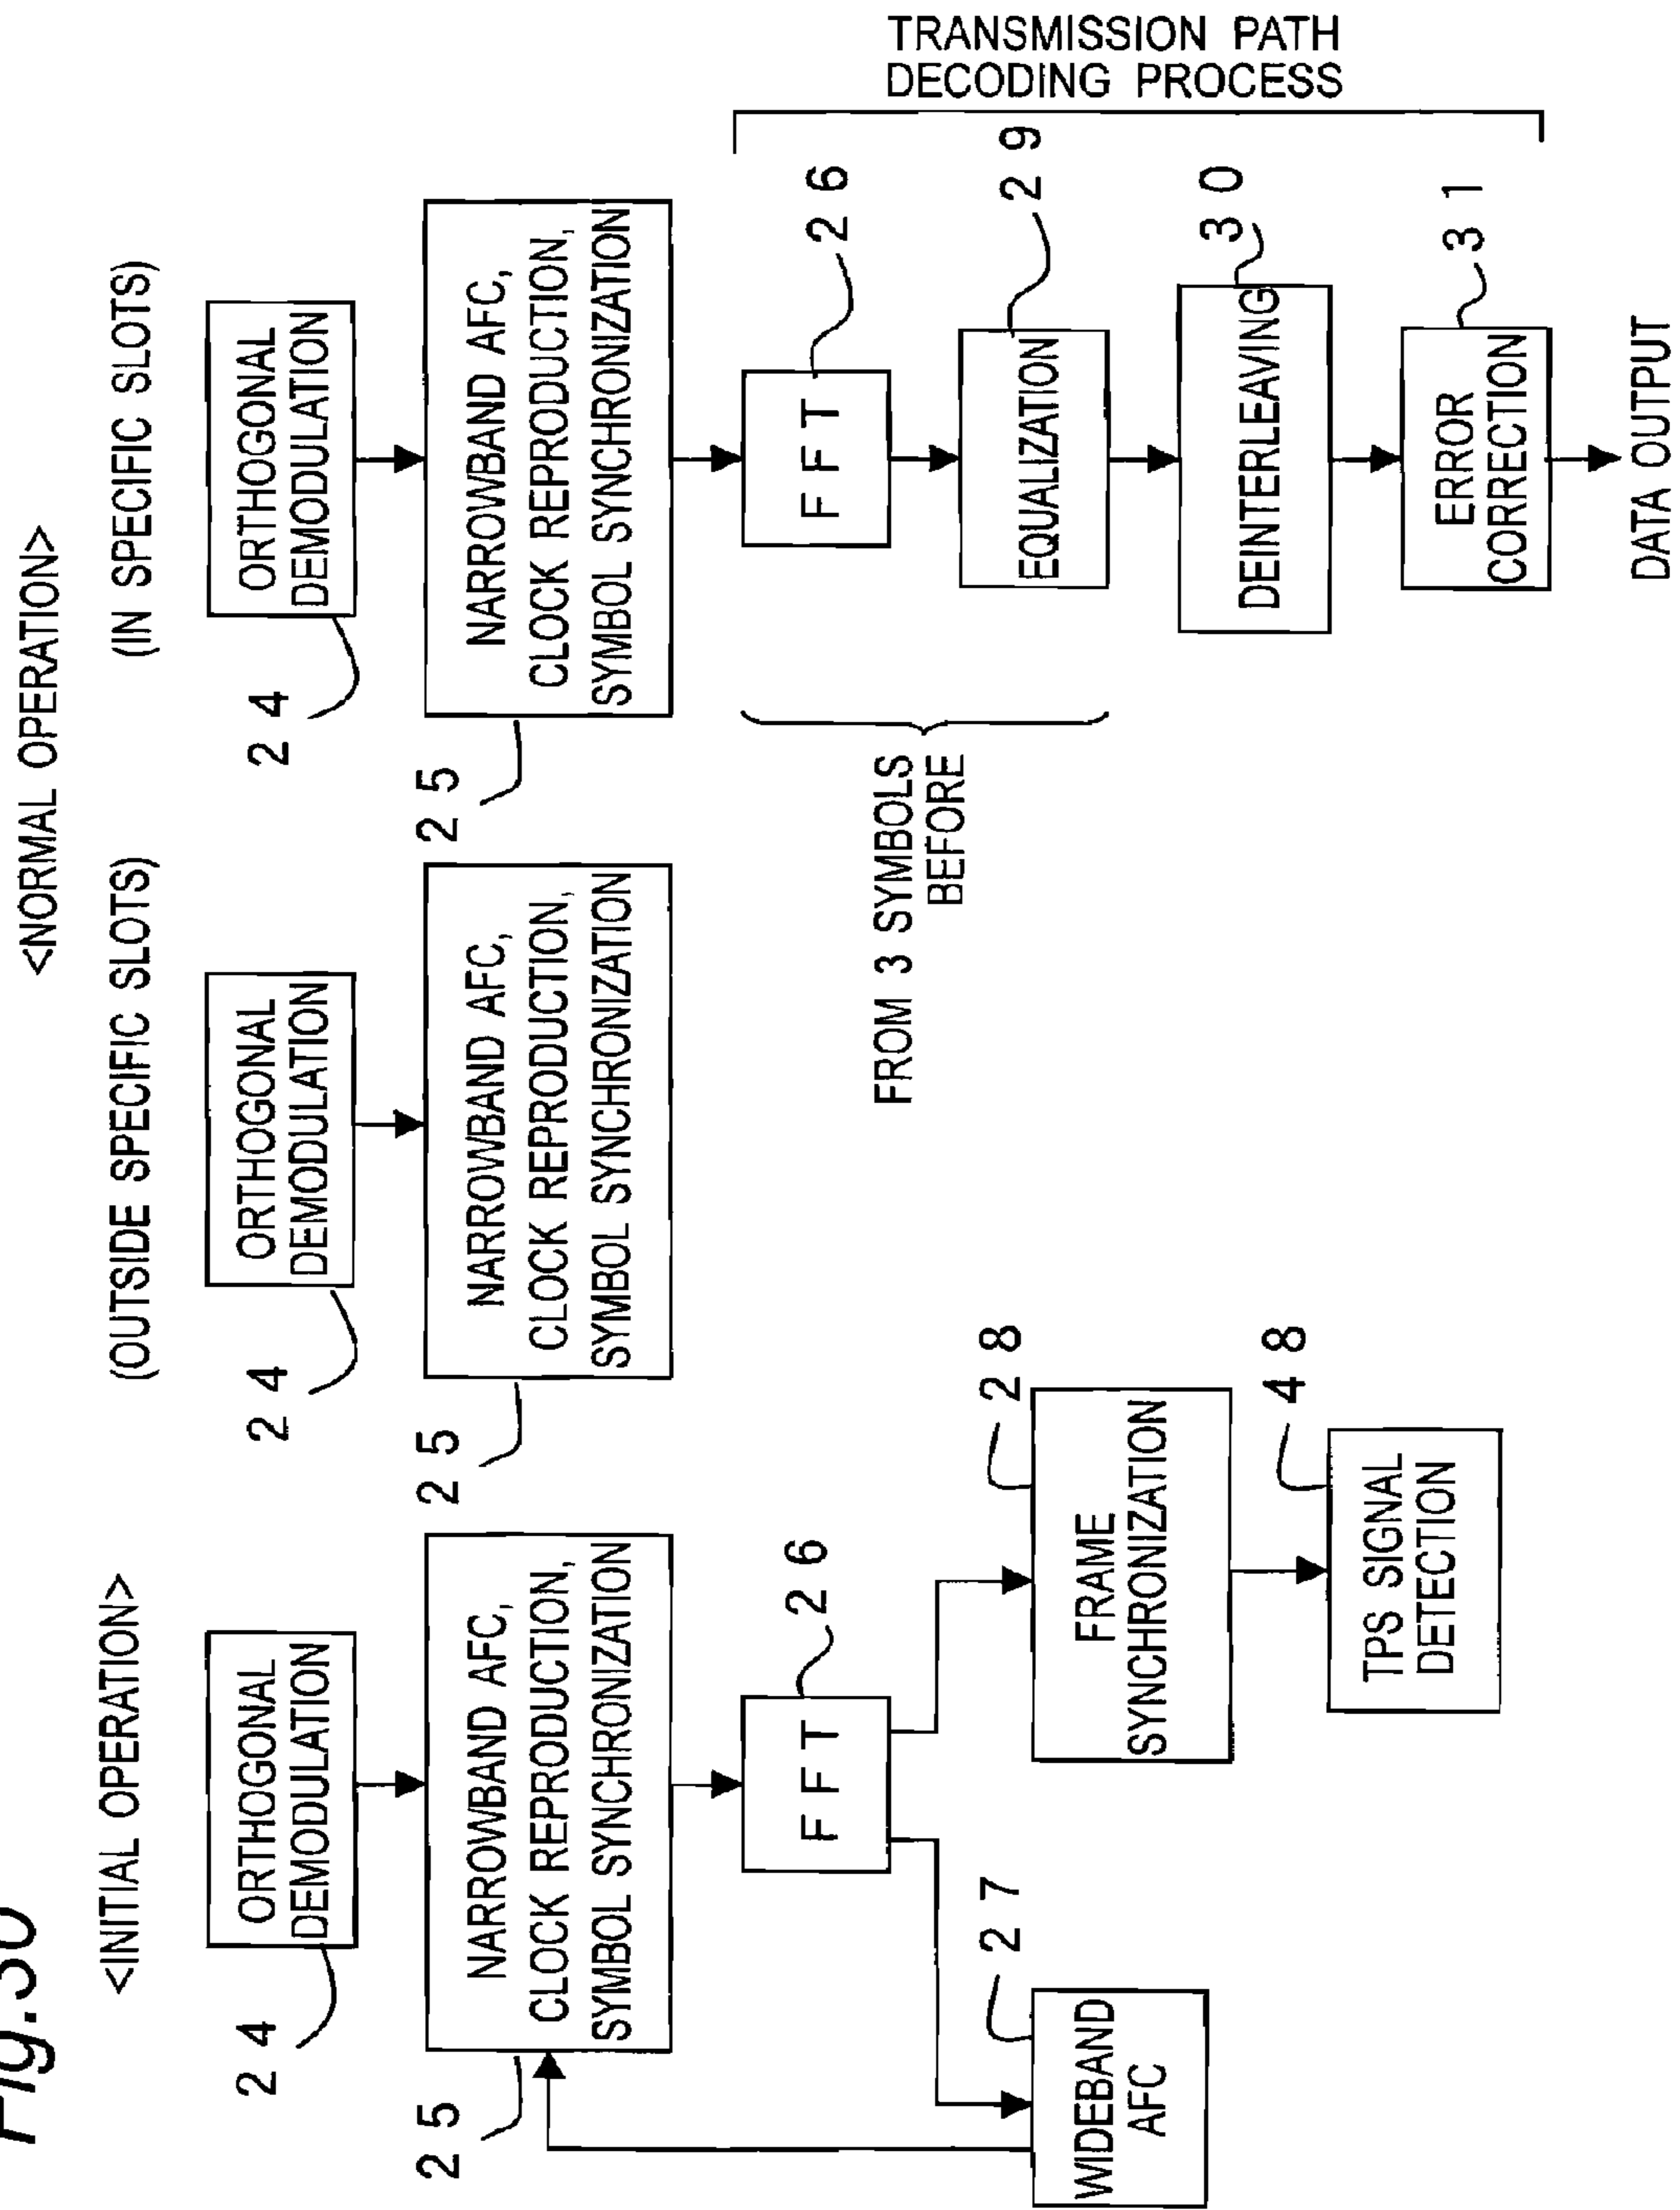 Fig.30
<INITIAL OPERATION>
ORTHOGONAL
DEMODULATION
24
NARROWBAND AFC,
CLOCK REPRODUCTION,
SYMBOL SYNCHRONIZATION
25
FFT
26
WIDEBAND
AFC
27
FRAME
SYNCHRONIZATION
28
TPS SIGNAL
DETECTION
48
<NORMAL OPERATION>
(OUTSIDE SPECIFIC SLOTS)
ORTHOGONAL
DEMODULATION
24
NARROWBAND AFC,
CLOCK REPRODUCTION,
SYMBOL SYNCHRONIZATION
25
(IN SPECIFIC SLOTS)
ORTHOGONAL
DEMODULATION
24
NARROWBAND AFC,
CLOCK REPRODUCTION,
SYMBOL SYNCHRONIZATION
25
FROM 3 SYMBOLS
BEFORE
FFT
26
EQUALIZATION
29
DEINTERLEAVING
30
ERROR
CORRECTION
31
DATA OUTPUT
TRANSMISSION PATH
DECODING PROCESS